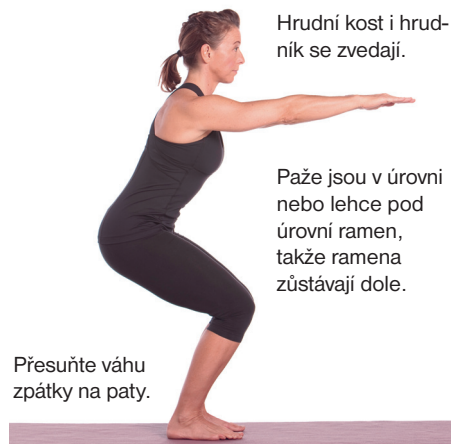 Hrudní kost i hrud-
ník se zvedají.
Paže jsou v úrovni
nebo lehce pod
úrovní ramen,
takže ramena
zůstávají dole.
Přesuňte váhu
zpátky na paty.